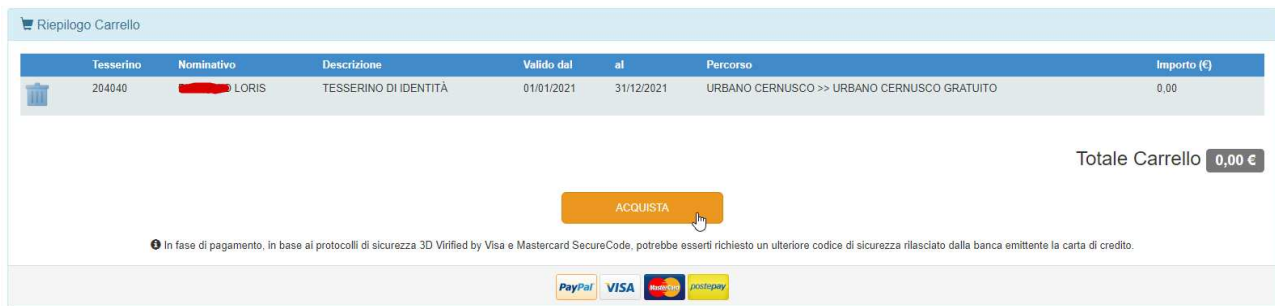 Riepilogo Carrello
Tesserino Nominativo Descrizione Valido dal al Percorso Importo (€)
204040 LORIS TESSERINO DI IDENTITÀ 01/01/2021 31/12/2021 URBANO CERNUSCO >> URBANO CERNUSCO GRATUITO 0,00
Totale Carrello 0,00 €
ACQUISTA
In fase di pagamento, in base ai protocolli di sicurezza 3D Virified by Visa e Mastercard SecureCode, potrebbe esserti richiesto un ulteriore codice di sicurezza rilasciato dalla banca emittente la carta di credito.
PayPal VISA MasterCard postepay